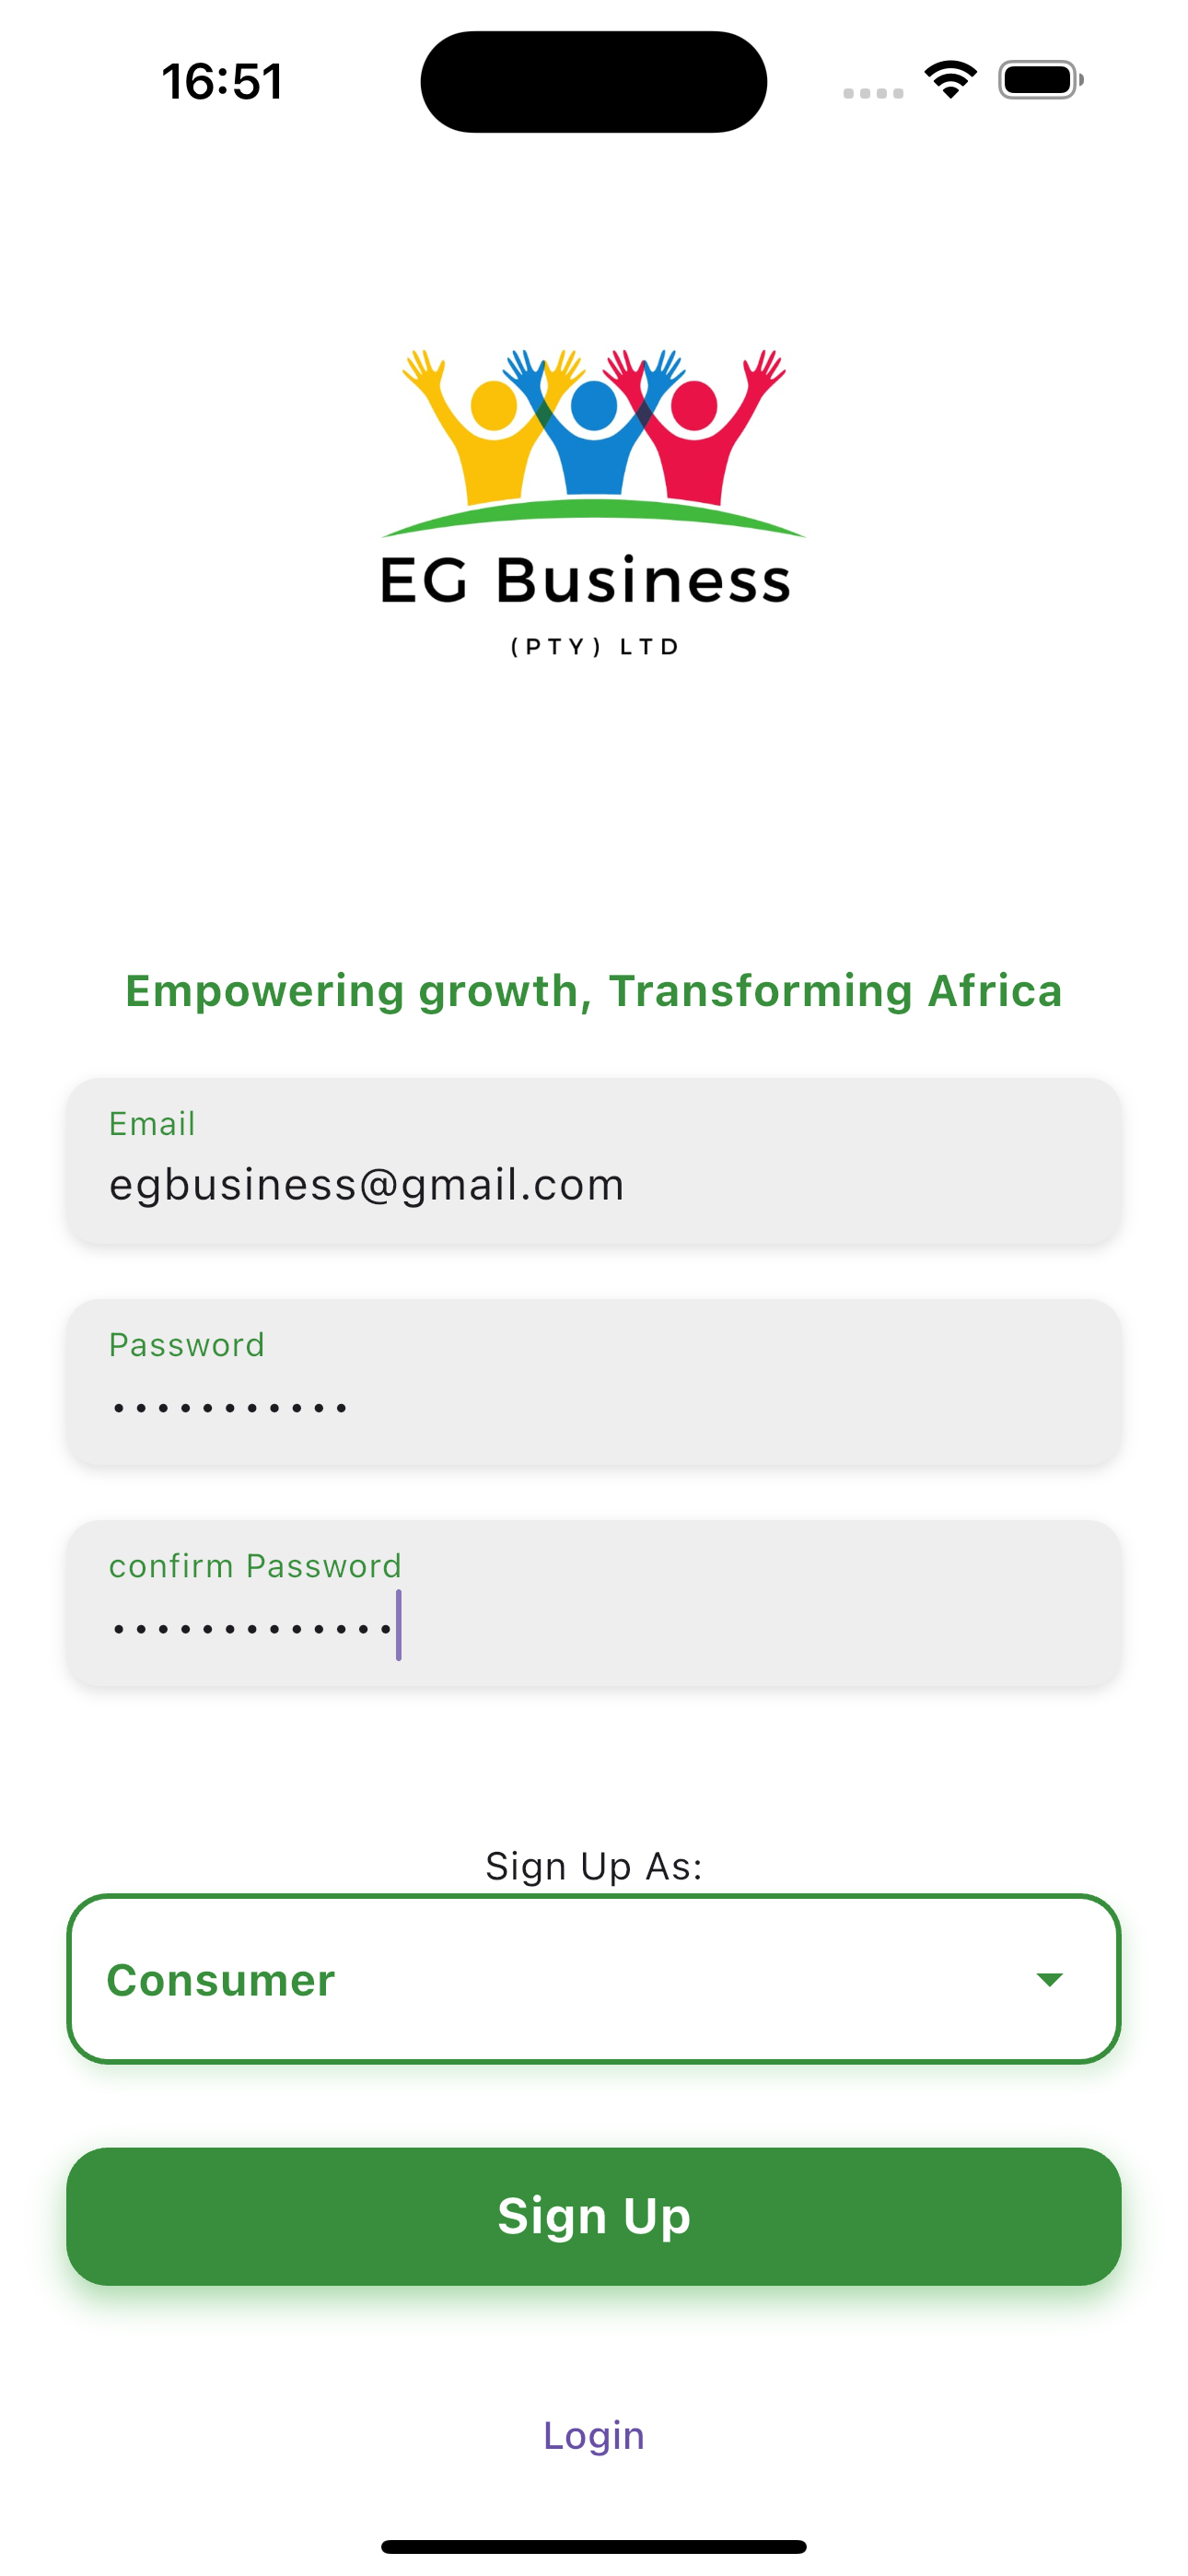 16:51
EG Business
(PTY) LTD
Empowering growth, Transforming Africa
Email
egbusiness@gmail.com
Password
•••••••••••
confirm Password
•••••••••••••
Sign Up As:
Consumer
Sign Up
Login